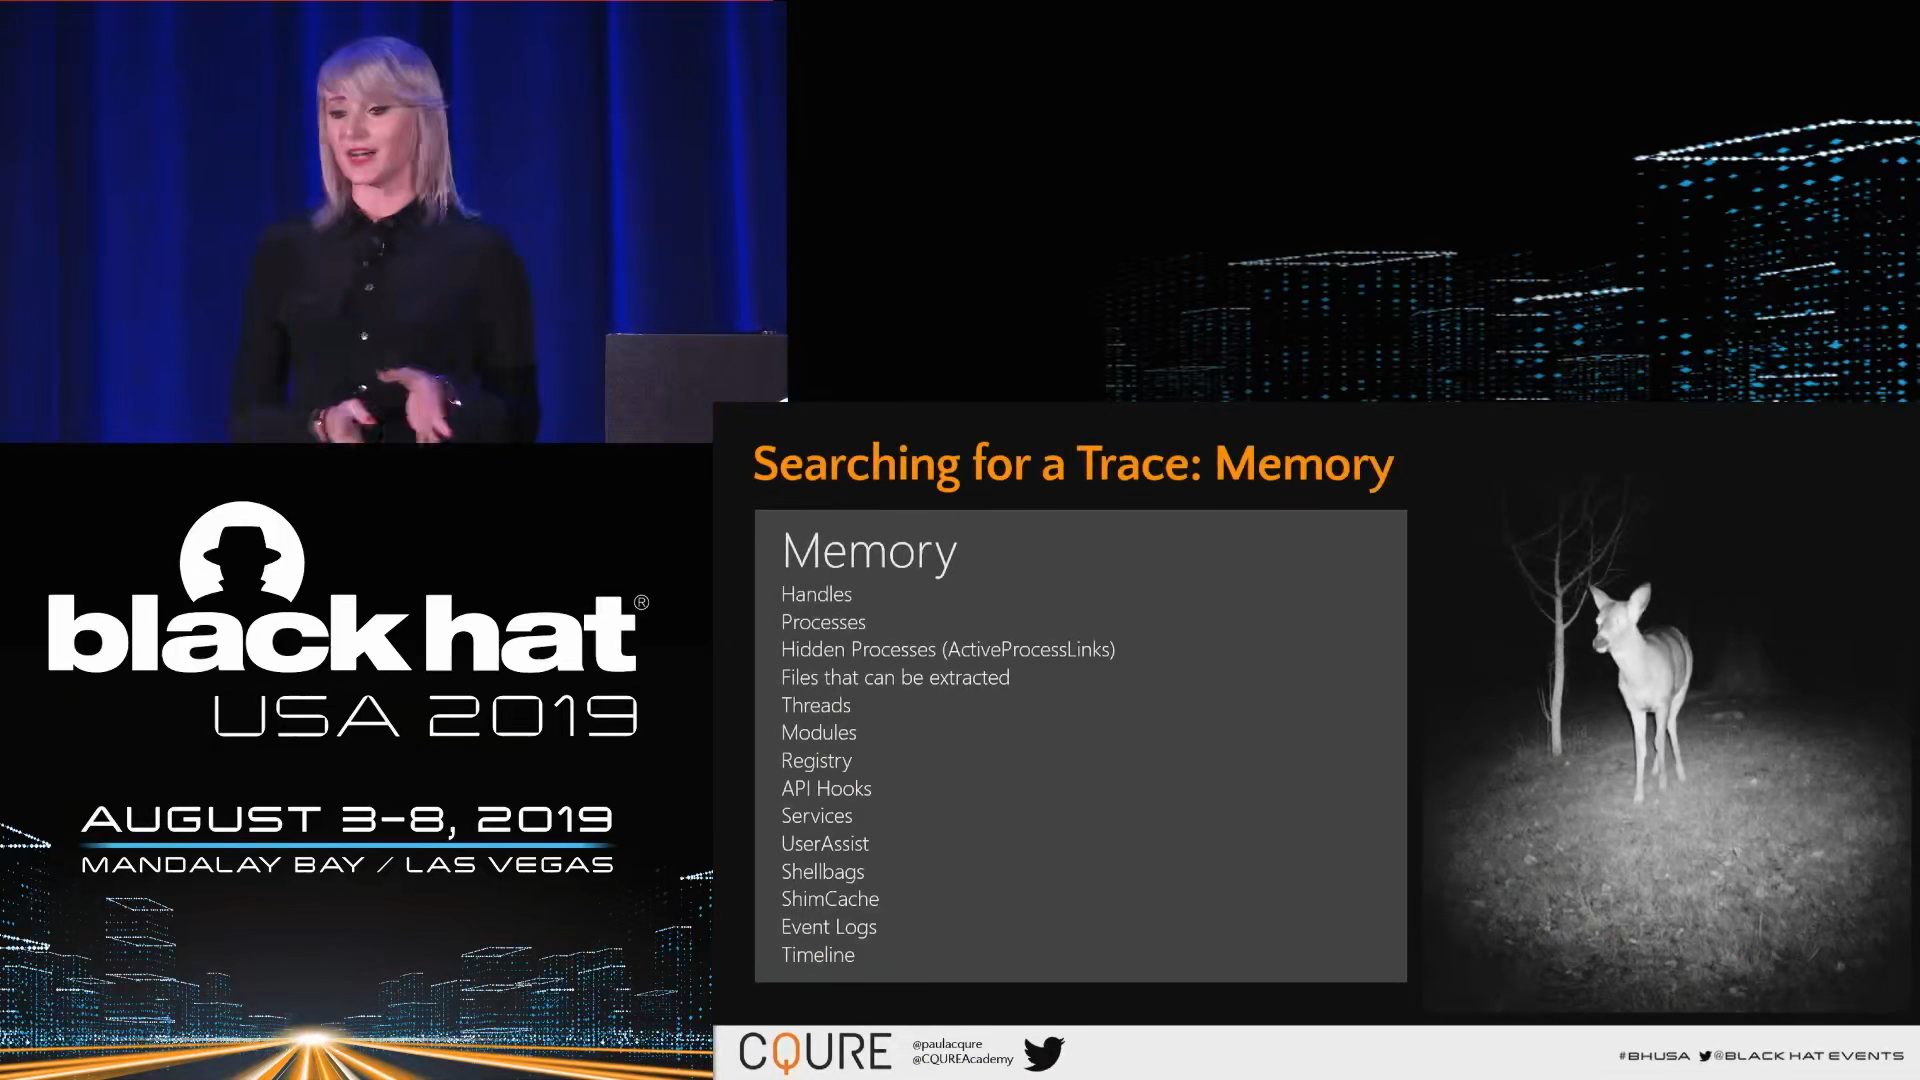 Searching for a Trace: Memory
Memory
Handles
Processes
Hidden Processes (ActiveProcessLinks)
Files that can be extracted
Threads
Modules
Registry
API Hooks
Services
UserAssist
Shellbags
ShimCache
Event Logs
Timeline
black hat®
USA 2019
AUGUST 3–8, 2019
MANDALAY BAY / LAS VEGAS
CQURE
@paulacqure
@CQUREAcademy
#BHUSA @BLACK HAT EVENTS